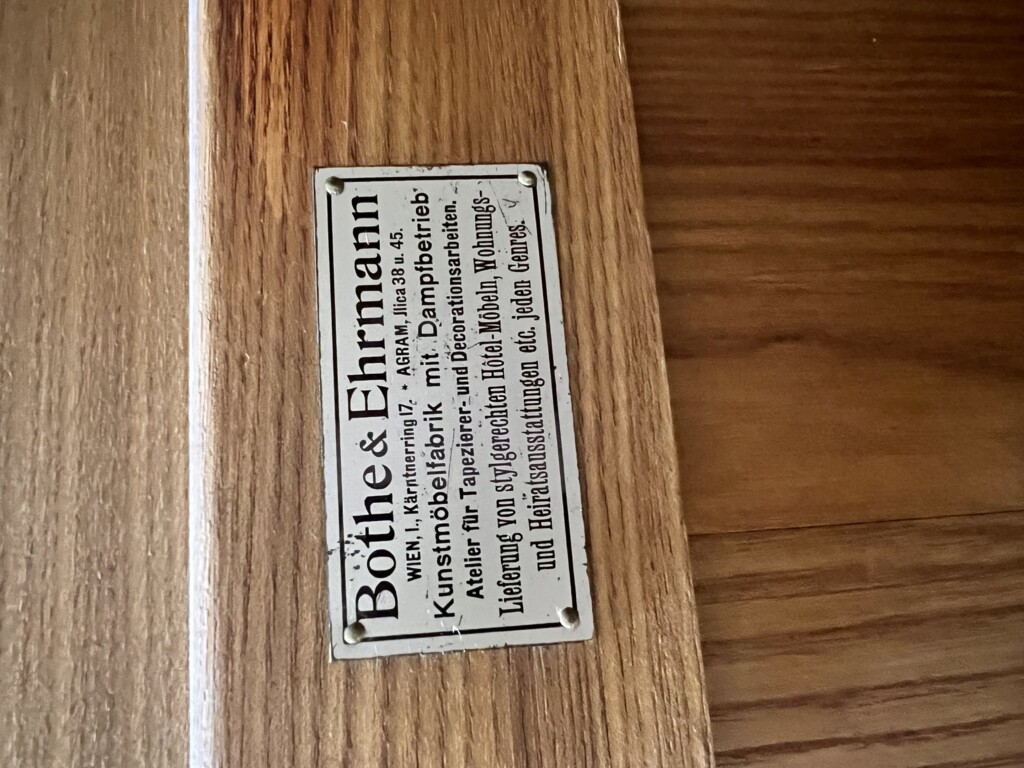 Bothe & Ehrmann
WIEN, I., Kärntnerring 17. * AGRAM, Jlica 38 u. 45.
Kunstmöbelfabrik mit Dampfbetrieb
Atelier für Tapezierer- und Decorationsarbeiten.
Lieferung von stylgerechten Hôtel-Möbeln, Wohnungs-
und Heiratsausstattungen etc. jeden Genres.